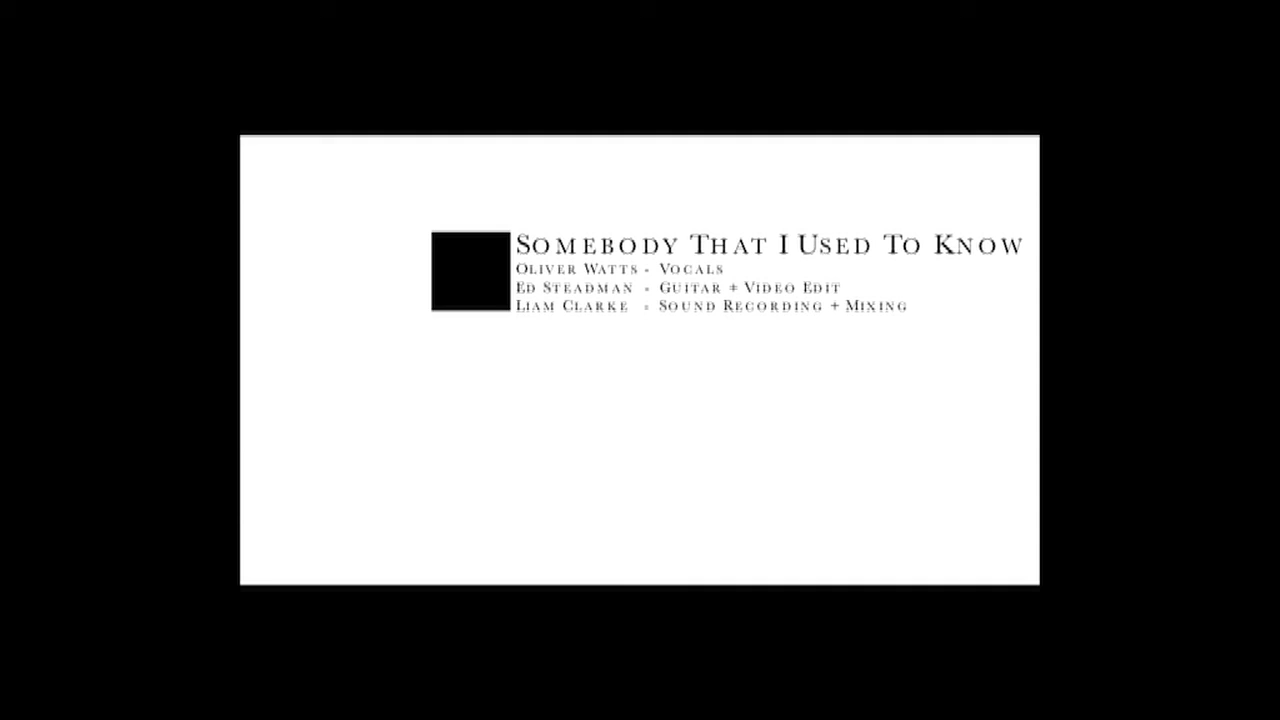 Somebody That I Used To Know
Oliver Watts - Vocals
Ed Steadman - Guitar + Video Edit
Liam Clarke - Sound Recording + Mixing